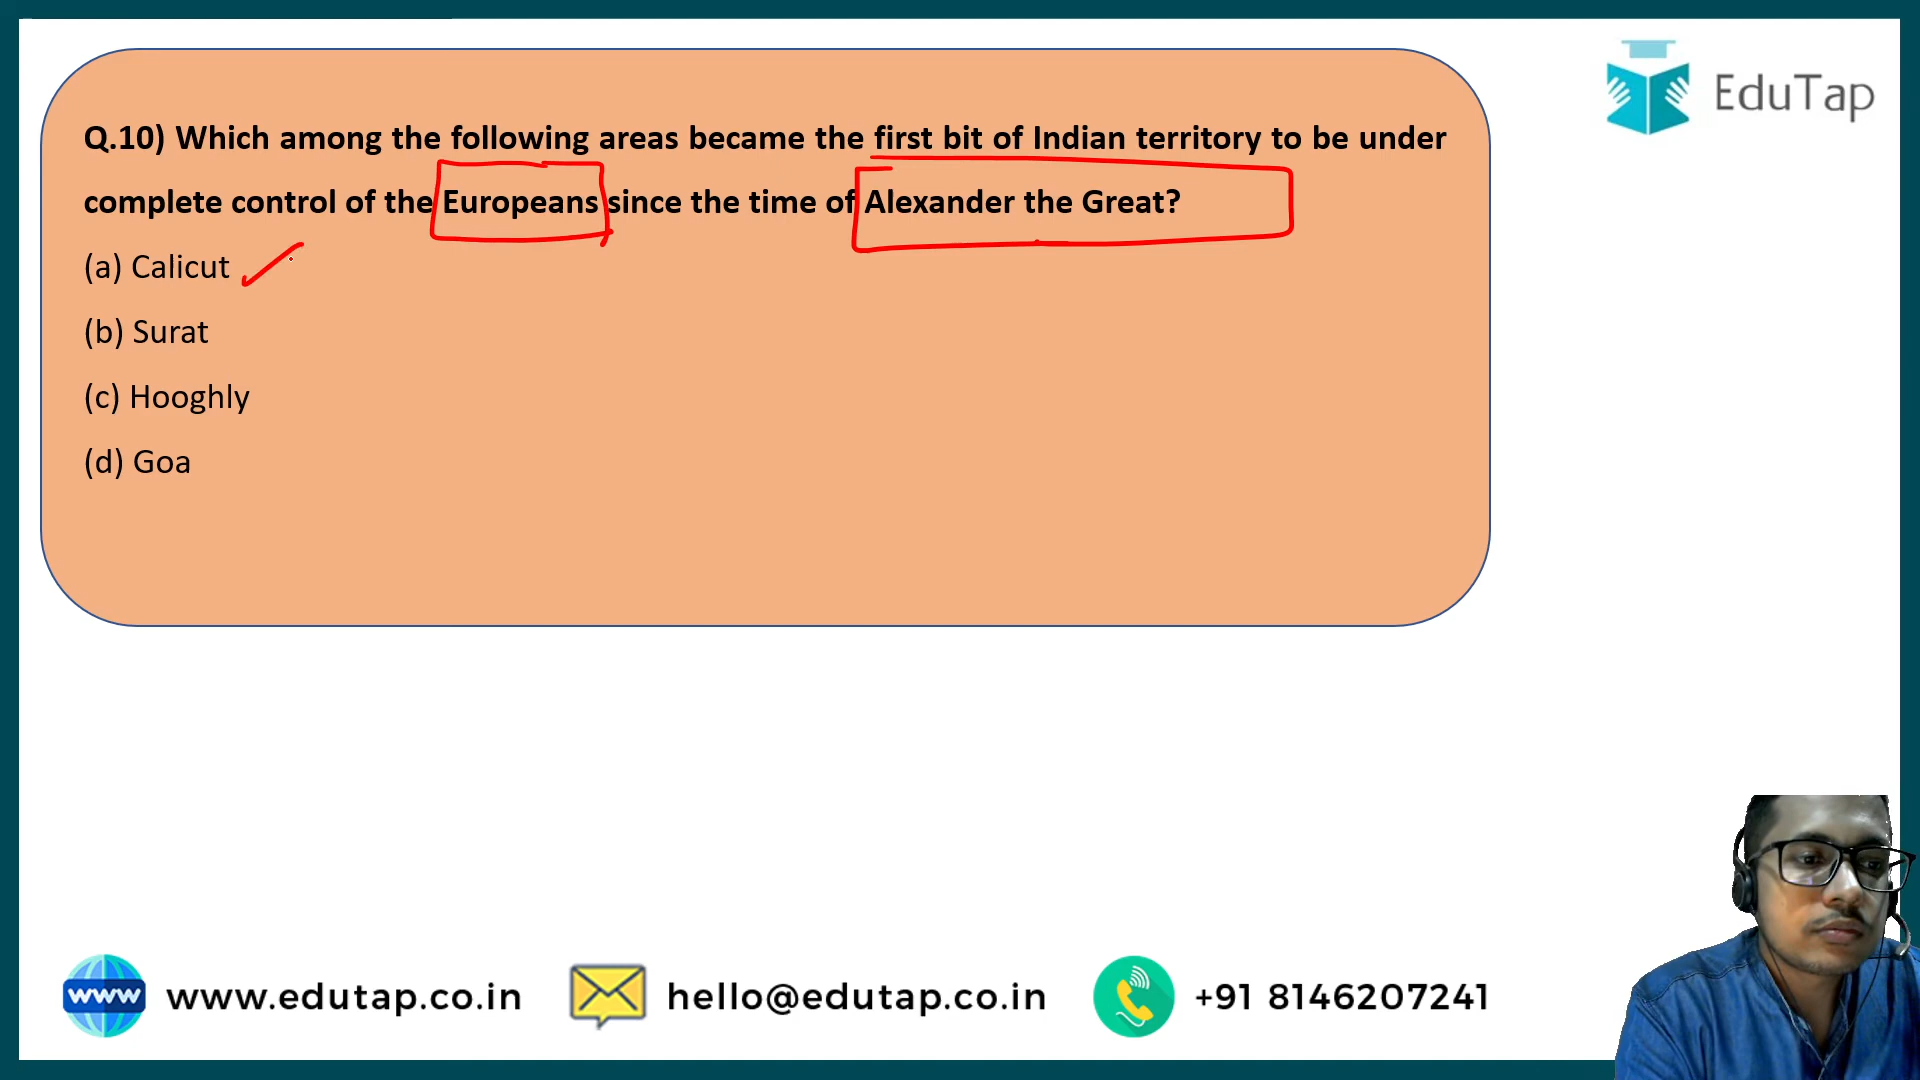 EduTap
Q.10) Which among the following areas became the first bit of Indian territory to be under
complete control of the Europeans since the time of Alexander the Great?
(a) Calicut
(b) Surat
(c) Hooghly
(d) Goa
www www.edutap.co.in hello@edutap.co.in +91 8146207241